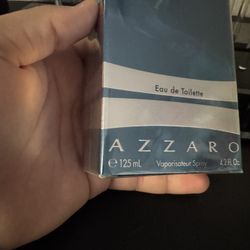 Eau de Toilette
AZZARO
℮ 125 mL Vaporisateur Spray 4.2 Fl. Oz.